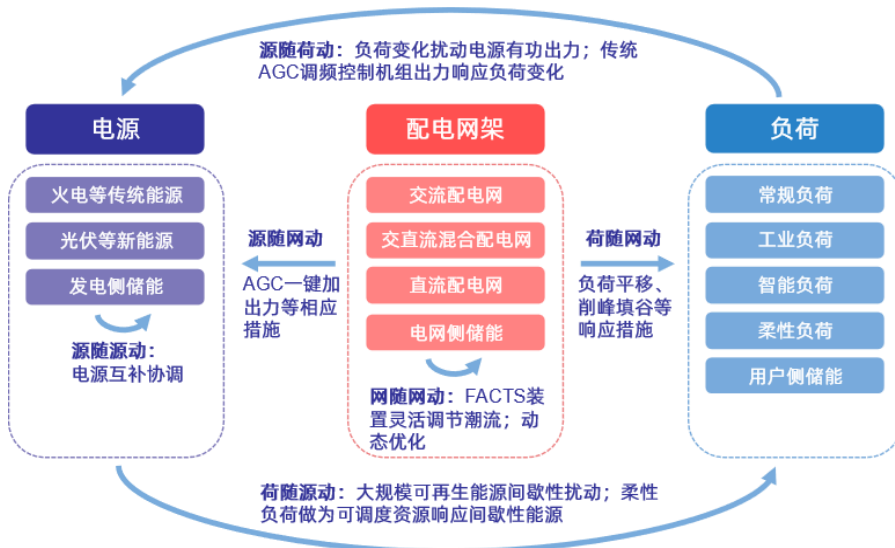 源随荷动：负荷变化扰动电源有功出力；传统
AGC调频控制机组出力响应负荷变化
电源
火电等传统能源
光伏等新能源
发电侧储能
源随源动：
电源互补协调
源随网动
AGC一键加
出力等相应
措施
配电网架
交流配电网
交直流混合配电网
直流配电网
电网侧储能
网随网动：FACTS装
置灵活调节潮流；动
态优化
荷随网动
负荷平移、
削峰填谷等
响应措施
负荷
常规负荷
工业负荷
智能负荷
柔性负荷
用户侧储能
荷随源动：大规模可再生能源间歇性扰动；柔性
负荷做为可调度资源响应间歇性能源